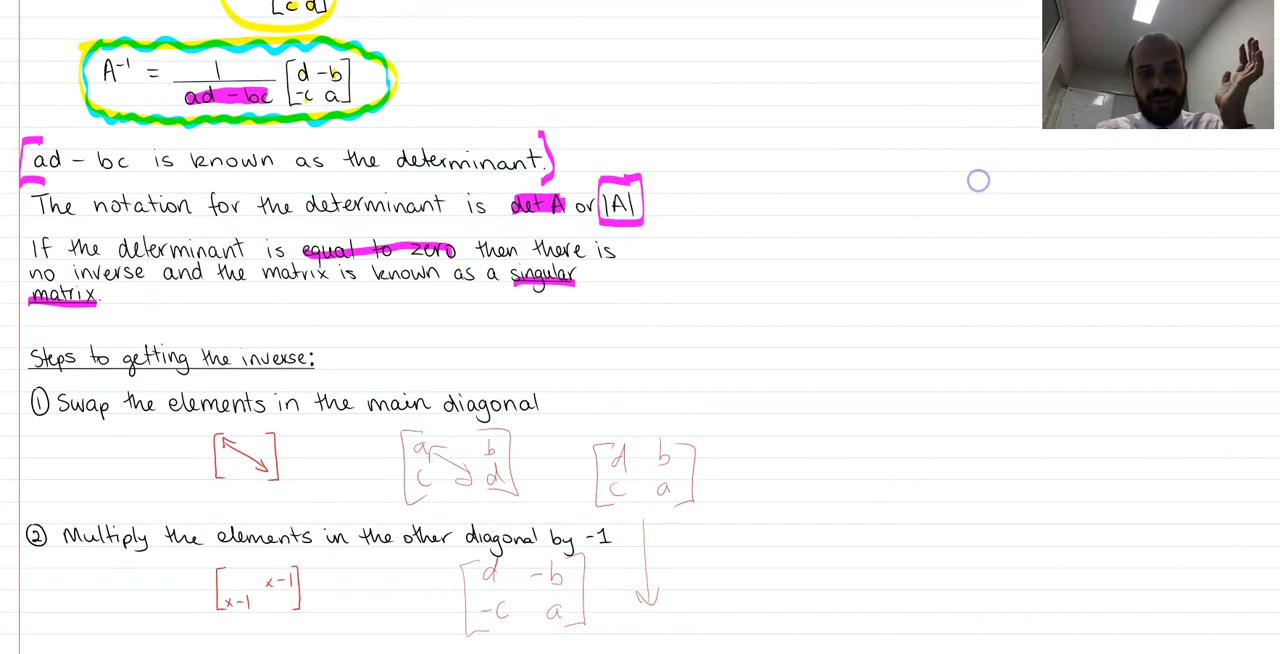 [c d]
A⁻¹ = 1/(ad - bc) [d -b
-c a]
ad - bc is known as the determinant.
The notation for the determinant is det A or |A|
If the determinant is equal to zero then there is
no inverse and the matrix is known as a singular
matrix.
Steps to getting the inverse:
① Swap the elements in the main diagonal
[a b
c d]
[d b
c a]
② Multiply the elements in the other diagonal by -1
[x-1
x-1]
[d -b
-c a]